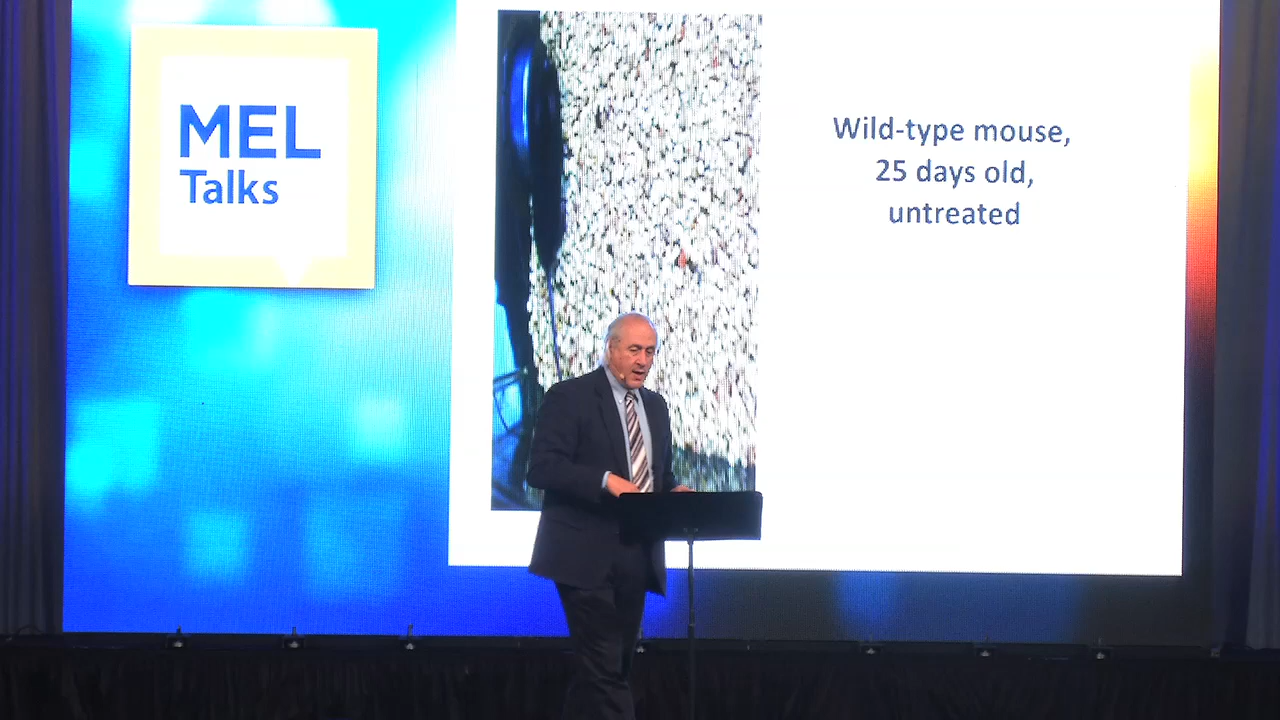 MEL
Talks
Wild-type mouse,
25 days old,
untreated